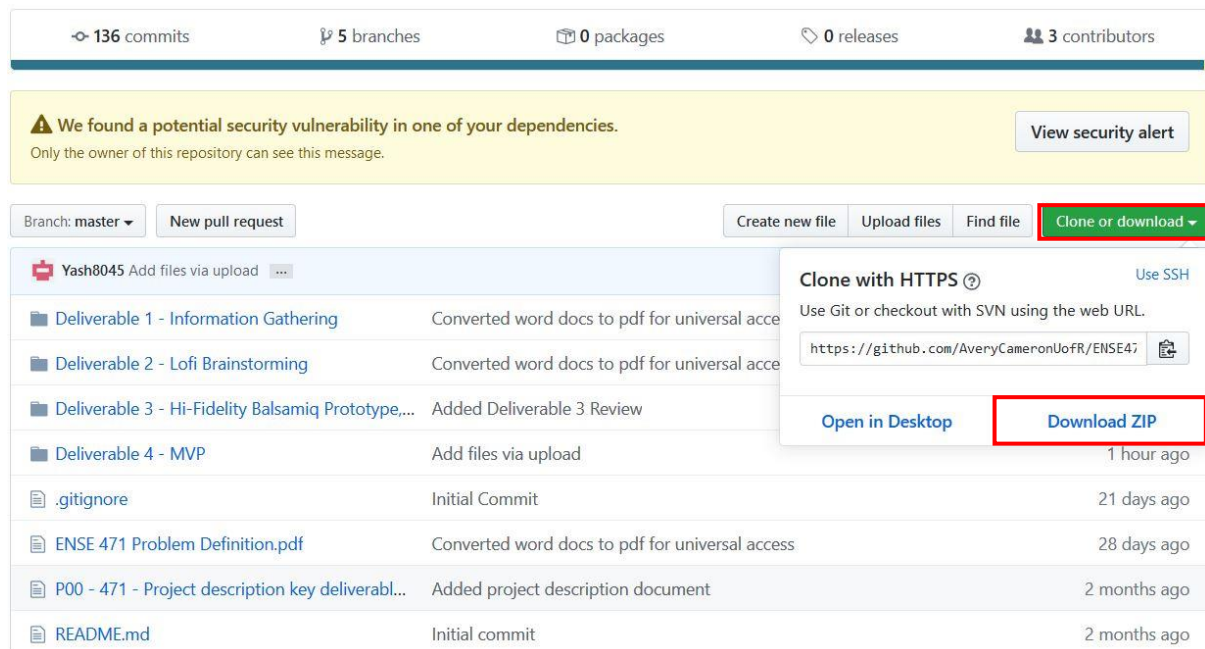 136 commits 5 branches 0 packages 0 releases 3 contributors
We found a potential security vulnerability in one of your dependencies.
Only the owner of this repository can see this message.
View security alert
Branch: master New pull request Create new file Upload files Find file Clone or download
Yash8045 Add files via upload ...
Clone with HTTPS Use SSH
Use Git or checkout with SVN using the web URL.
https://github.com/AveryCameronUofR/ENSE47
Open in Desktop Download ZIP
Deliverable 1 - Information Gathering Converted word docs to pdf for universal acce
Deliverable 2 - Lofi Brainstorming Converted word docs to pdf for universal acce
Deliverable 3 - Hi-Fidelity Balsamiq Prototype,... Added Deliverable 3 Review
Deliverable 4 - MVP Add files via upload 1 hour ago
.gitignore Initial Commit 21 days ago
ENSE 471 Problem Definition.pdf Converted word docs to pdf for universal access 28 days ago
P00 - 471 - Project description key deliverabl... Added project description document 2 months ago
README.md Initial commit 2 months ago